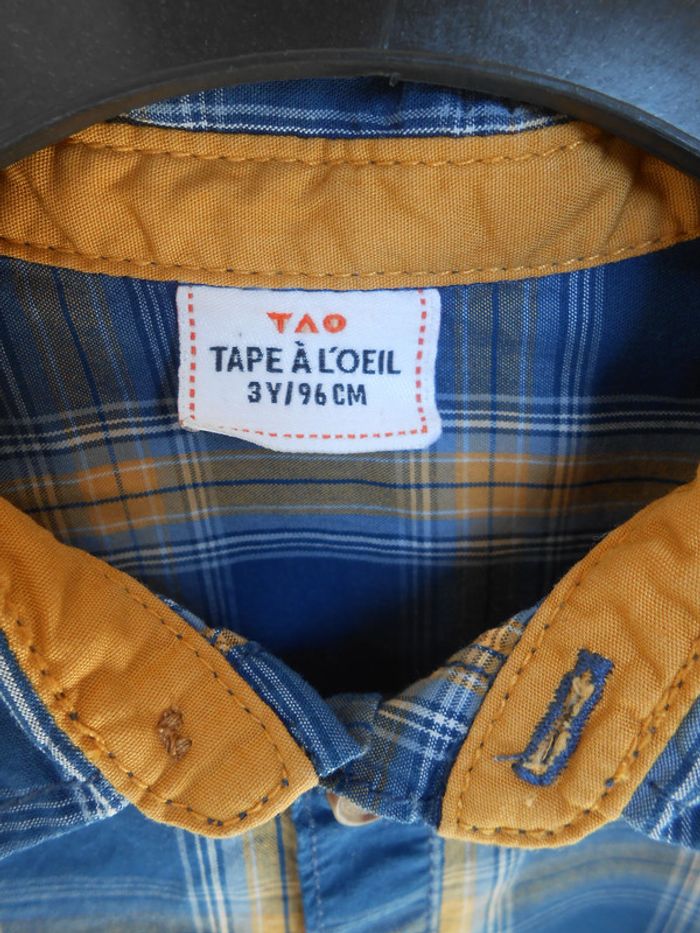 TAO
TAPE À L'OEIL
3Y/96CM